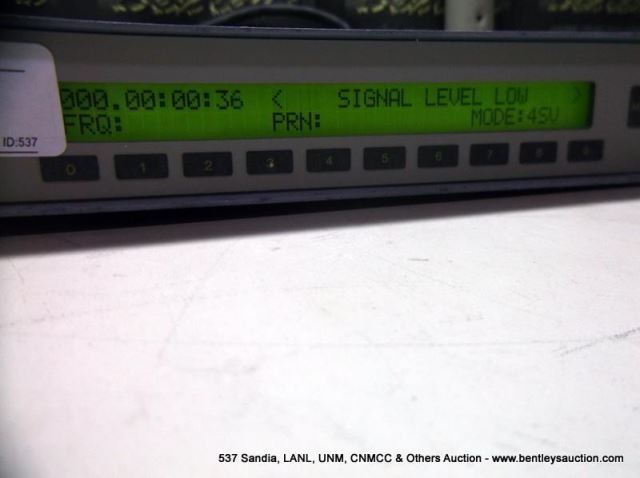 000.00:00:36 < SIGNAL LEVEL LOW >
FRQ: PRN: MODE:4SV
ID:537
0 1 2 3 4 5 6 7 8 9
537 Sandia, LANL, UNM, CNMCC & Others Auction - www.bentleysauction.com